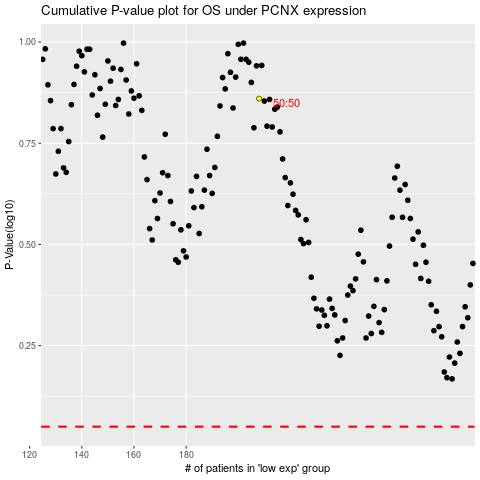 Cumulative P-value plot for OS under PCNX expression
P-Value(log10)
1.00
0.75
0.50
0.25
50:50
120 140 160 180
# of patients in 'low exp' group